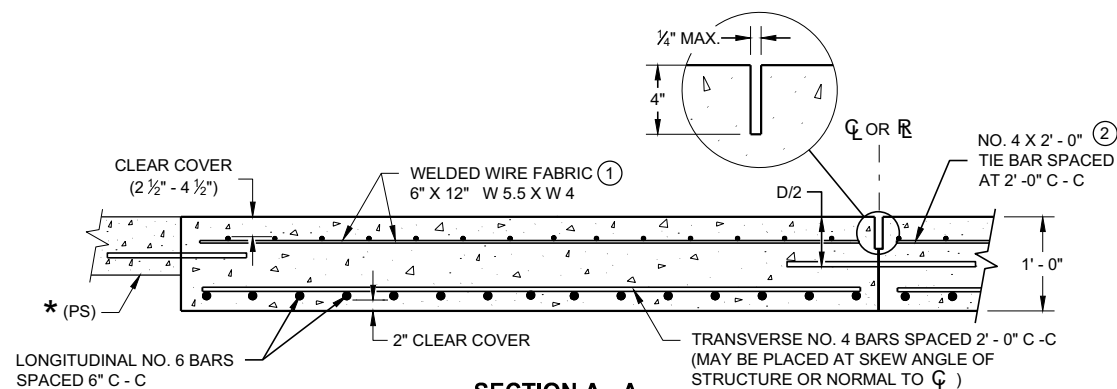 ¼" MAX.
4"
℄ OR R
NO. 4 X 2' - 0" ②
TIE BAR SPACED
AT 2' -0" C - C
CLEAR COVER
(2 ½" - 4 ½")
WELDED WIRE FABRIC ①
6" X 12" W 5.5 X W 4
D/2
1' - 0"
* (PS)
2" CLEAR COVER
LONGITUDINAL NO. 6 BARS
SPACED 6" C - C
TRANSVERSE NO. 4 BARS SPACED 2' - 0" C -C
(MAY BE PLACED AT SKEW ANGLE OF
STRUCTURE OR NORMAL TO ℄ )